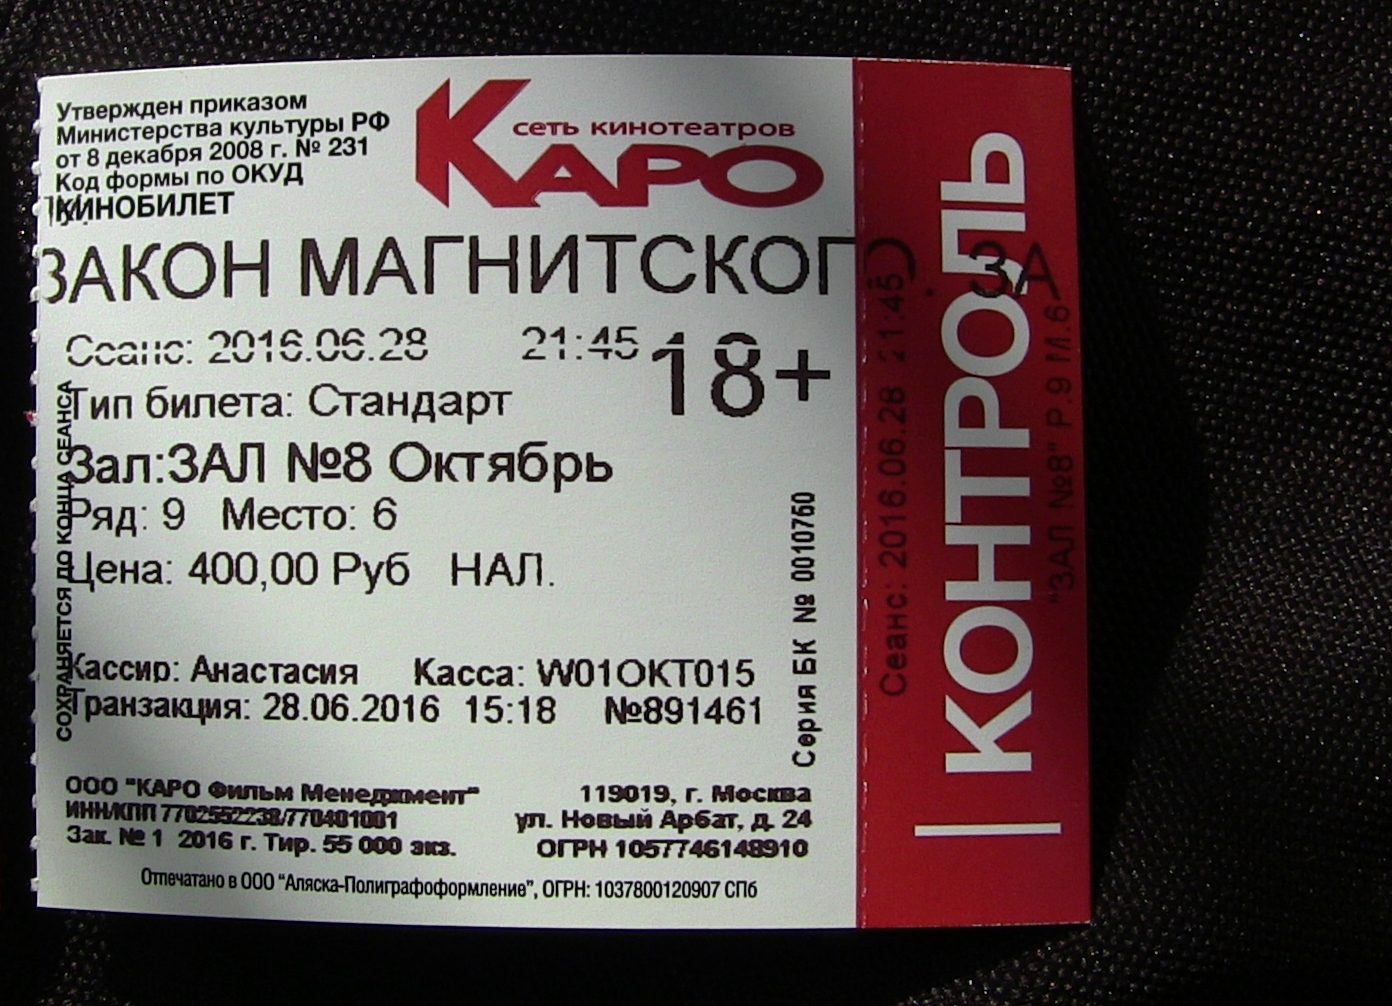 Утвержден приказом
Министерства культуры РФ
от 8 декабря 2008 г. № 231
Код формы по ОКУД
КИНОБИЛЕТ
сеть кинотеатров
КАРО
ЗАКОН МАГНИТСКОГО. ЗА
Сеанс: 2016.06.28 21:45
18+
Тип билета: Стандарт
Зал:ЗАЛ №8 Октябрь
Ряд: 9 Место: 6
Цена: 400,00 Руб НАЛ.
Кассир: Анастасия Касса: W01OKT015
Транзакция: 28.06.2016 15:18 №891461
ООО "КАРО Фильм Менеджмент"
ИНН/КПП 7702552238/770401001
Зак. № 1 2016 г. Тир. 55 000 экз.
119019, г. Москва
ул. Новый Арбат, д. 24
ОГРН 1057746148910
Отпечатано в ООО "Аляска-Полиграфоформление", ОГРН: 1037800120907 СПб
СОХРАНЯЕТСЯ ДО КОНЦА СЕАНСА
Серия БК № 0010760
Сеанс: 2016.06.28 21:45
КОНТРОЛЬ
"ЗАЛ №8" Р.9 М.6